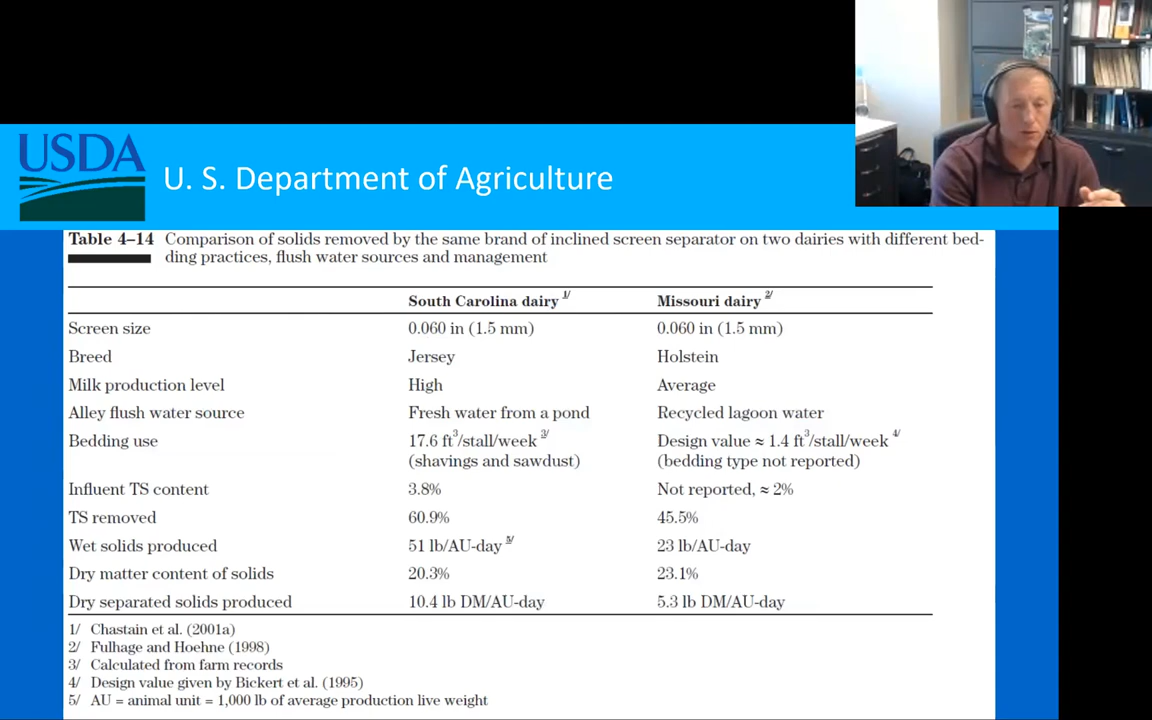 USDA
U. S. Department of Agriculture
Table 4–14 Comparison of solids removed by the same brand of inclined screen separator on two dairies with different bed-
ding practices, flush water sources and management
South Carolina dairy 1/ Missouri dairy 2/
Screen size 0.060 in (1.5 mm) 0.060 in (1.5 mm)
Breed Jersey Holstein
Milk production level High Average
Alley flush water source Fresh water from a pond Recycled lagoon water
Bedding use 17.6 ft3/stall/week 3/ Design value ≈ 1.4 ft3/stall/week 4/
(shavings and sawdust) (bedding type not reported)
Influent TS content 3.8% Not reported, ≈ 2%
TS removed 60.9% 45.5%
Wet solids produced 51 lb/AU-day 5/ 23 lb/AU-day
Dry matter content of solids 20.3% 23.1%
Dry separated solids produced 10.4 lb DM/AU-day 5.3 lb DM/AU-day
1/ Chastain et al. (2001a)
2/ Fulhage and Hoehne (1998)
3/ Calculated from farm records
4/ Design value given by Bickert et al. (1995)
5/ AU = animal unit = 1,000 lb of average production live weight